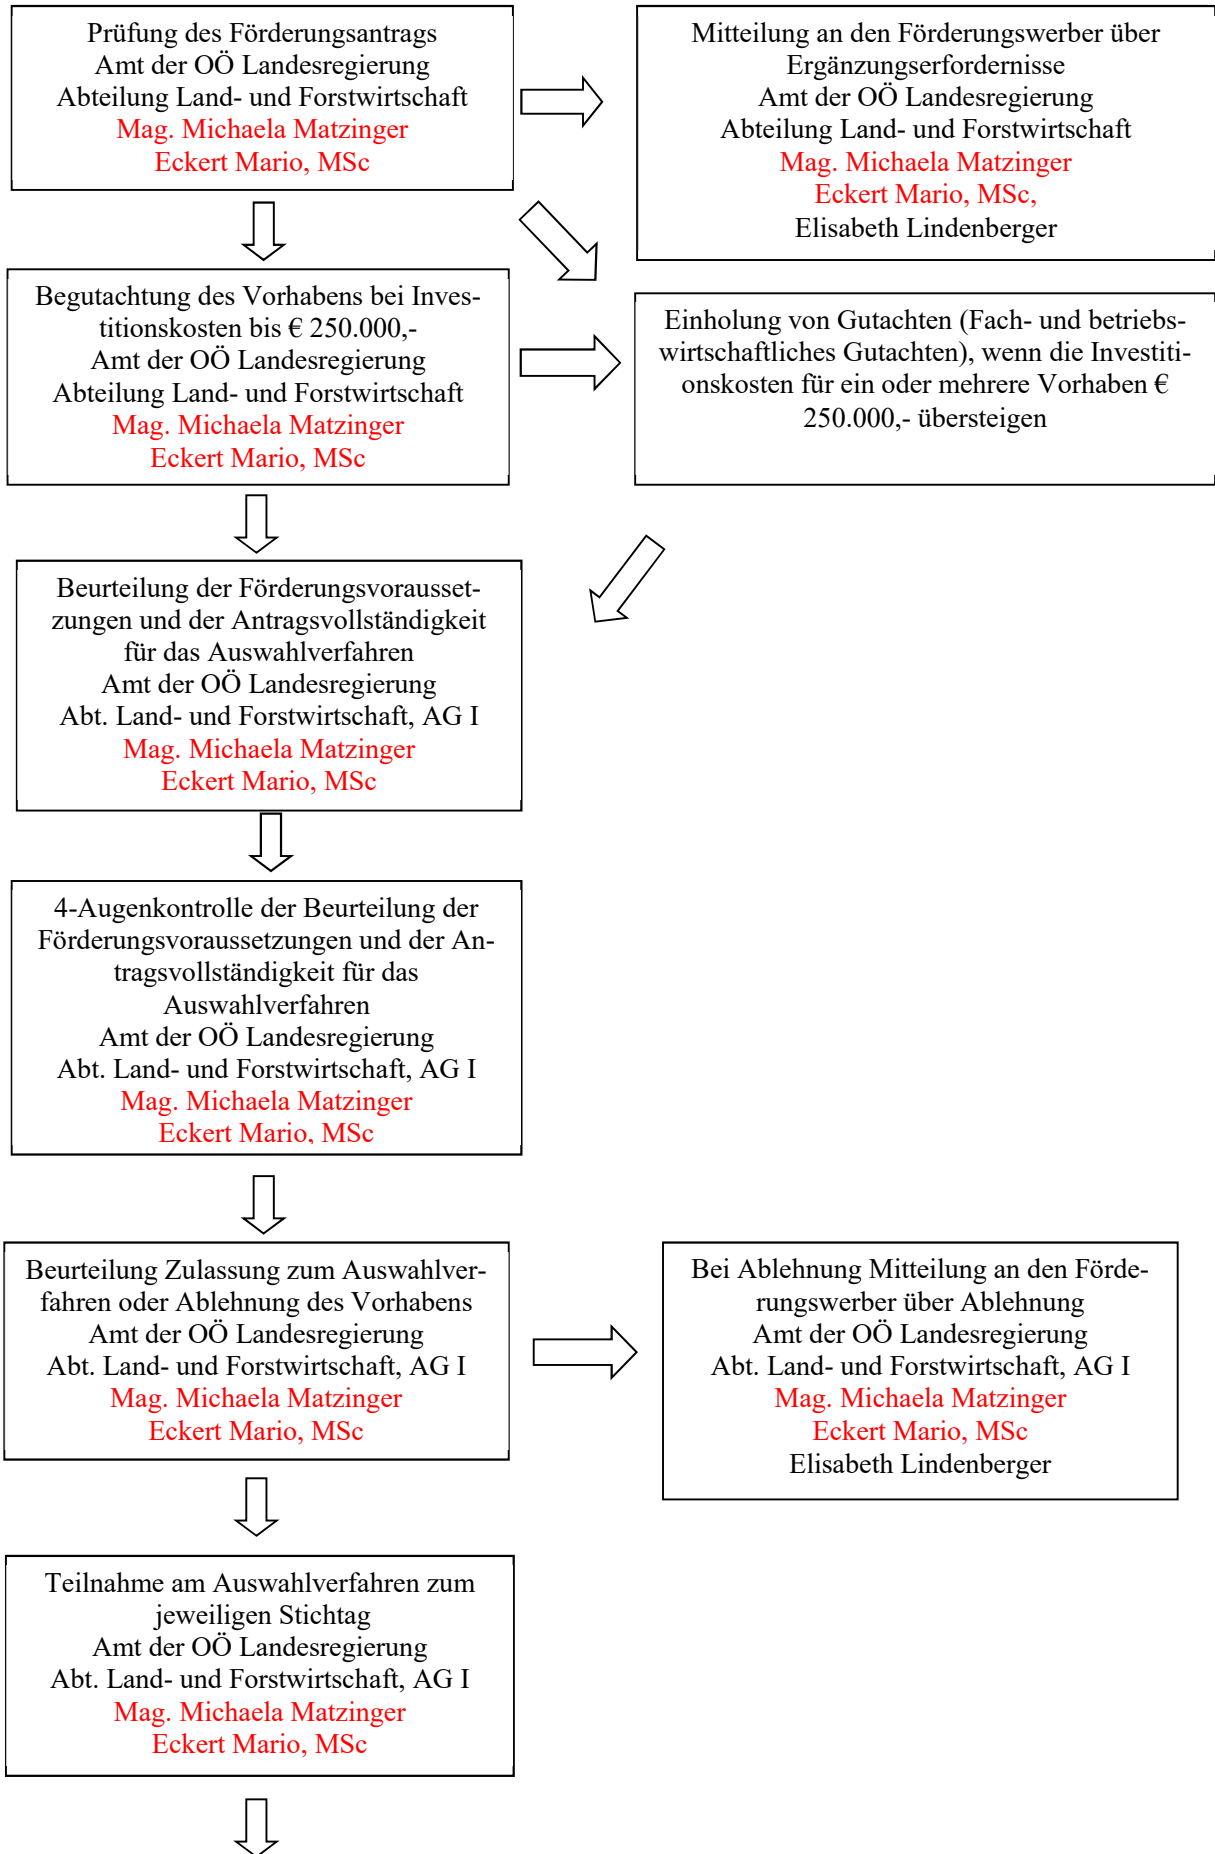 Prüfung des Förderungsantrags
Amt der OÖ Landesregierung
Abteilung Land- und Forstwirtschaft
Mag. Michaela Matzinger
Eckert Mario, MSc
Mitteilung an den Förderungswerber über
Ergänzungserfordernisse
Amt der OÖ Landesregierung
Abteilung Land- und Forstwirtschaft
Mag. Michaela Matzinger
Eckert Mario, MSc,
Elisabeth Lindenberger
Begutachtung des Vorhabens bei Inves-
titionskosten bis € 250.000,-
Amt der OÖ Landesregierung
Abteilung Land- und Forstwirtschaft
Mag. Michaela Matzinger
Eckert Mario, MSc
Einholung von Gutachten (Fach- und betriebs-
wirtschaftliches Gutachten), wenn die Investiti-
onskosten für ein oder mehrere Vorhaben €
250.000,- übersteigen
Beurteilung der Förderungsvorausset-
zungen und der Antragsvollständigkeit
für das Auswahlverfahren
Amt der OÖ Landesregierung
Abt. Land- und Forstwirtschaft, AG I
Mag. Michaela Matzinger
Eckert Mario, MSc
4-Augenkontrolle der Beurteilung der
Förderungsvoraussetzungen und der An-
tragsvollständigkeit für das
Auswahlverfahren
Amt der OÖ Landesregierung
Abt. Land- und Forstwirtschaft, AG I
Mag. Michaela Matzinger
Eckert Mario, MSc
Beurteilung Zulassung zum Auswahlver-
fahren oder Ablehnung des Vorhabens
Amt der OÖ Landesregierung
Abt. Land- und Forstwirtschaft, AG I
Mag. Michaela Matzinger
Eckert Mario, MSc
Bei Ablehnung Mitteilung an den Förde-
rungswerber über Ablehnung
Amt der OÖ Landesregierung
Abt. Land- und Forstwirtschaft, AG I
Mag. Michaela Matzinger
Eckert Mario, MSc
Elisabeth Lindenberger
Teilnahme am Auswahlverfahren zum
jeweiligen Stichtag
Amt der OÖ Landesregierung
Abt. Land- und Forstwirtschaft, AG I
Mag. Michaela Matzinger
Eckert Mario, MSc